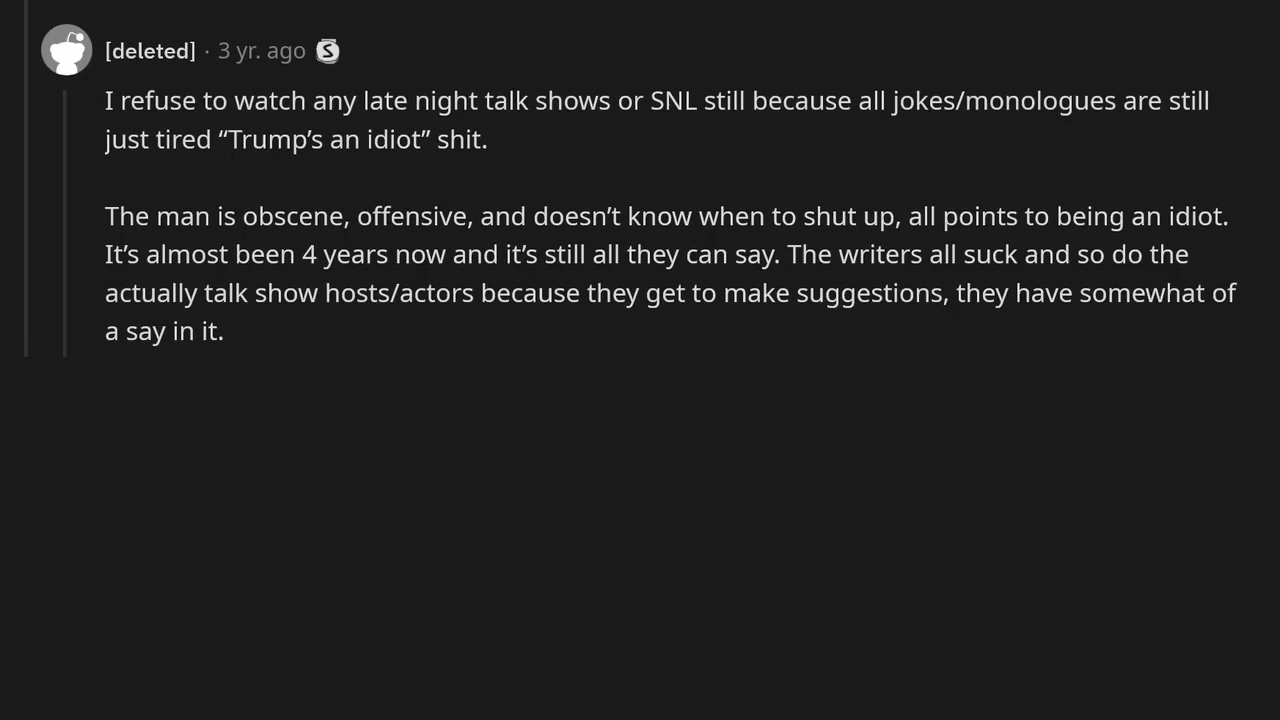 [deleted] · 3 yr. ago S
I refuse to watch any late night talk shows or SNL still because all jokes/monologues are still
just tired “Trump’s an idiot” shit.
The man is obscene, offensive, and doesn’t know when to shut up, all points to being an idiot.
It’s almost been 4 years now and it’s still all they can say. The writers all suck and so do the
actually talk show hosts/actors because they get to make suggestions, they have somewhat of
a say in it.